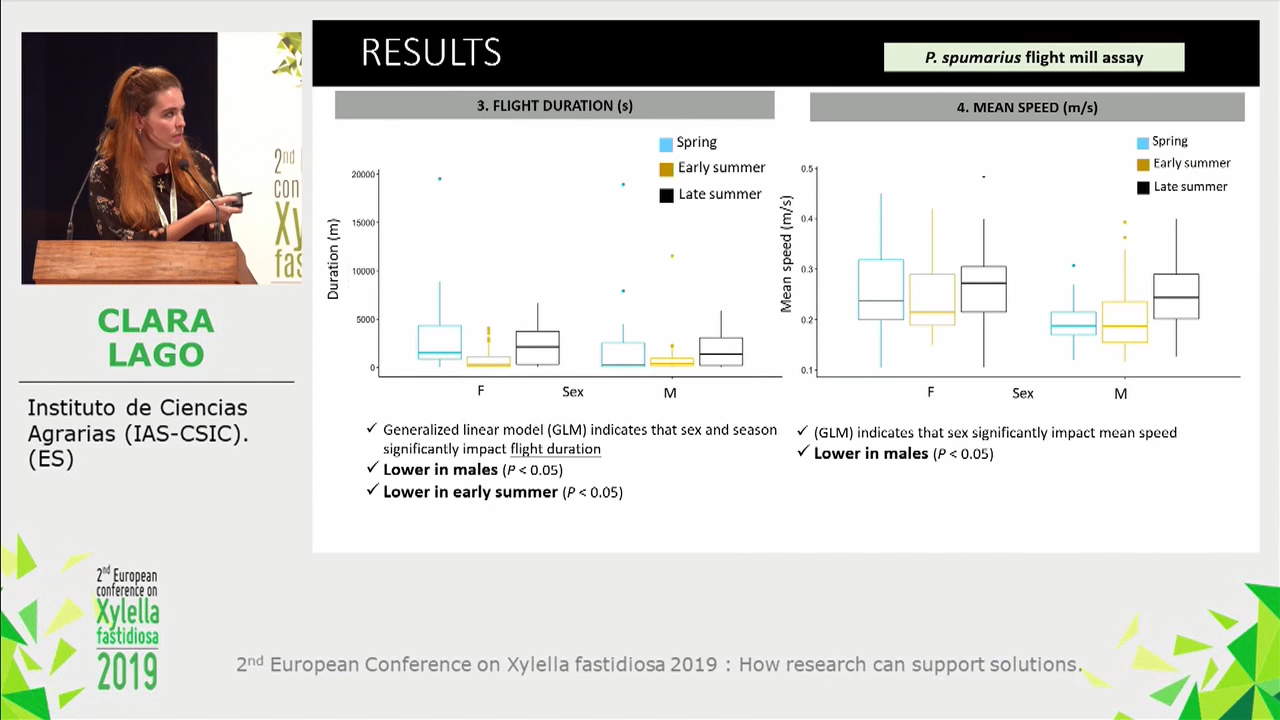 RESULTS
P. spumarius flight mill assay
3. FLIGHT DURATION (s)
Spring
Early summer
Late summer
20000
15000
10000
5000
0
Duration (m)
F
Sex
M
✓ Generalized linear model (GLM) indicates that sex and season
significantly impact flight duration
✓ Lower in males (P < 0.05)
✓ Lower in early summer (P < 0.05)
4. MEAN SPEED (m/s)
Spring
Early summer
Late summer
0.5
0.4
0.3
0.2
0.1
Mean speed (m/s)
F
Sex
M
✓ (GLM) indicates that sex significantly impact mean speed
✓ Lower in males (P < 0.05)
2nd
con
Xy
fas
CLARA
LAGO
Instituto de Ciencias
Agrarias (IAS-CSIC).
(ES)
2nd European
conference on
Xylella
fastidiosa
2019
2nd European Conference on Xylella fastidiosa 2019 : How research can support solutions.